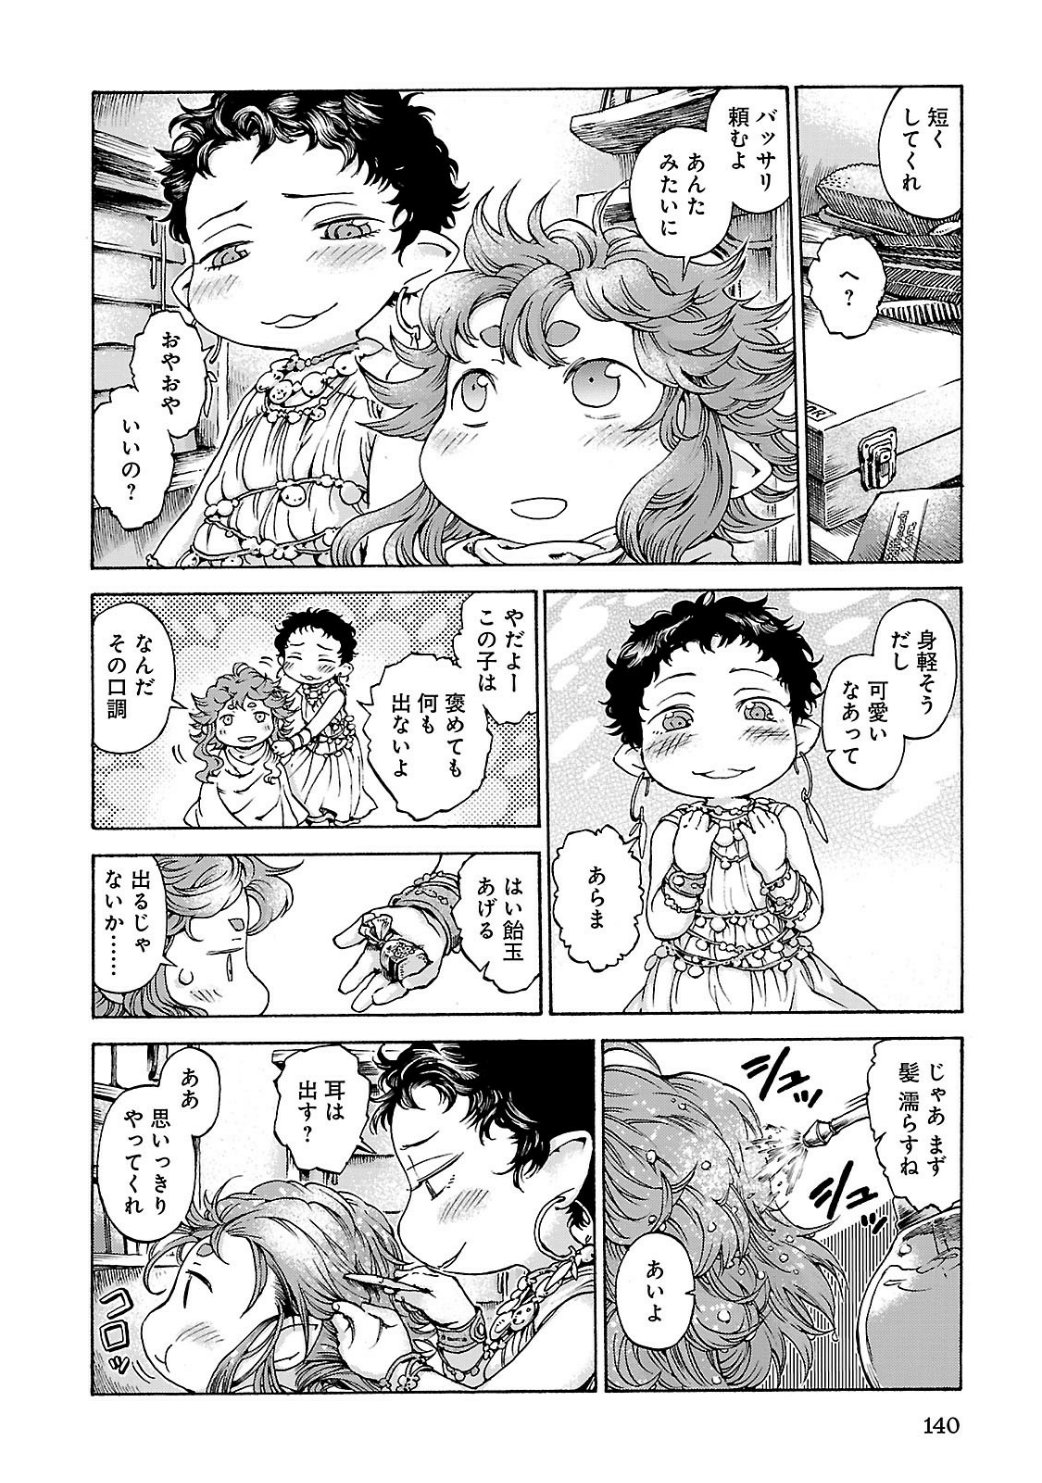 短く
してくれ
へ？
バッサリ
頼むよ
あんた
みたいに
おやおや
いいの？
身軽そう
だし
可愛い
なあって
あらま
やだよー
この子は
褒めても
何も
出ないよ
なんだ
その口調
はい飴玉
あげる
出るじゃ
ないか……
じゃあ まず
髪 濡らすね
シュッ
シュッ
あいよ
耳は
出す？
ああ
思いっきり
やってくれ
コロッ
140